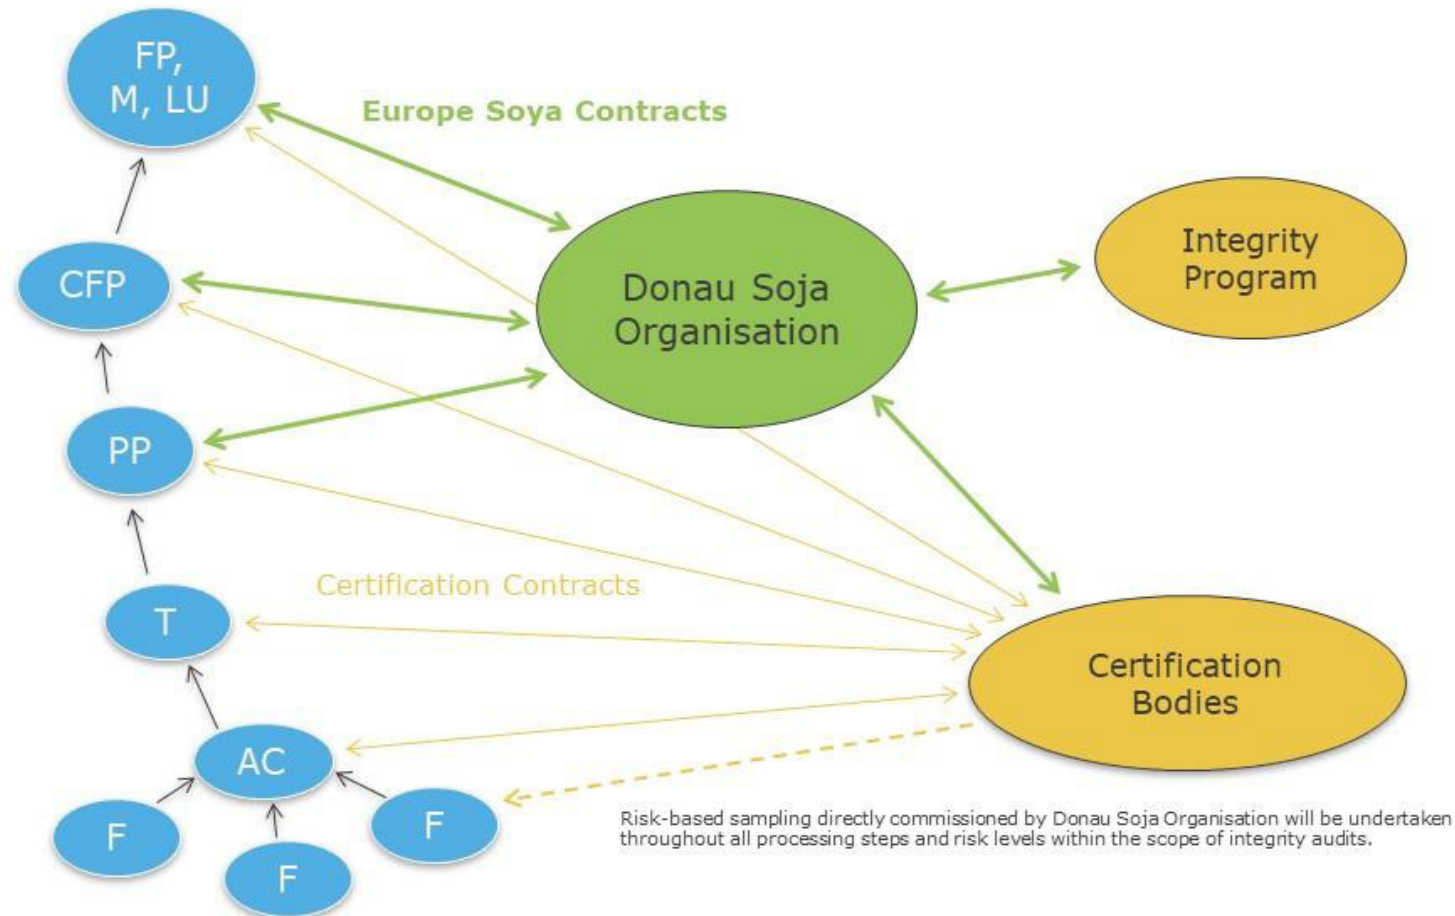 FP,
M, LU
Europe Soya Contracts
Integrity
Program
CFP
Donau Soja
Organisation
PP
Certification Contracts
T
Certification
Bodies
AC
F
F
F
Risk-based sampling directly commissioned by Donau Soja Organisation will be undertaken
throughout all processing steps and risk levels within the scope of integrity audits.